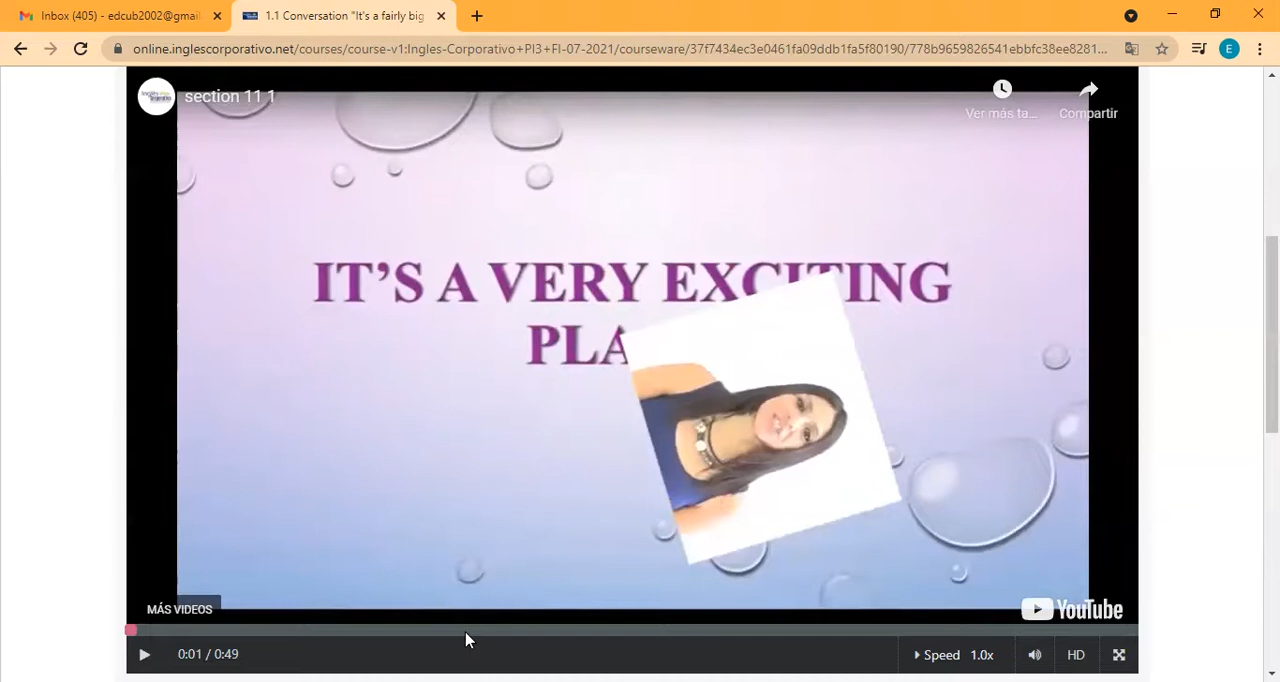 Inbox (405) - edcub2002@gmai
1.1 Conversation "It's a fairly big
online.inglescorporativo.net/courses/course-v1:Ingles-Corporativo+PI3+FI-07-2021/courseware/37f7434ec3e0461fa09ddb1fa5f80190/778b9659826541ebbfc38ee8281...
E
section 11 1
Ver más ta...
Compartir
IT'S A VERY EXCITING
PLA
MÁS VIDEOS
YouTube
0:01 / 0:49
Speed 1.0x
HD